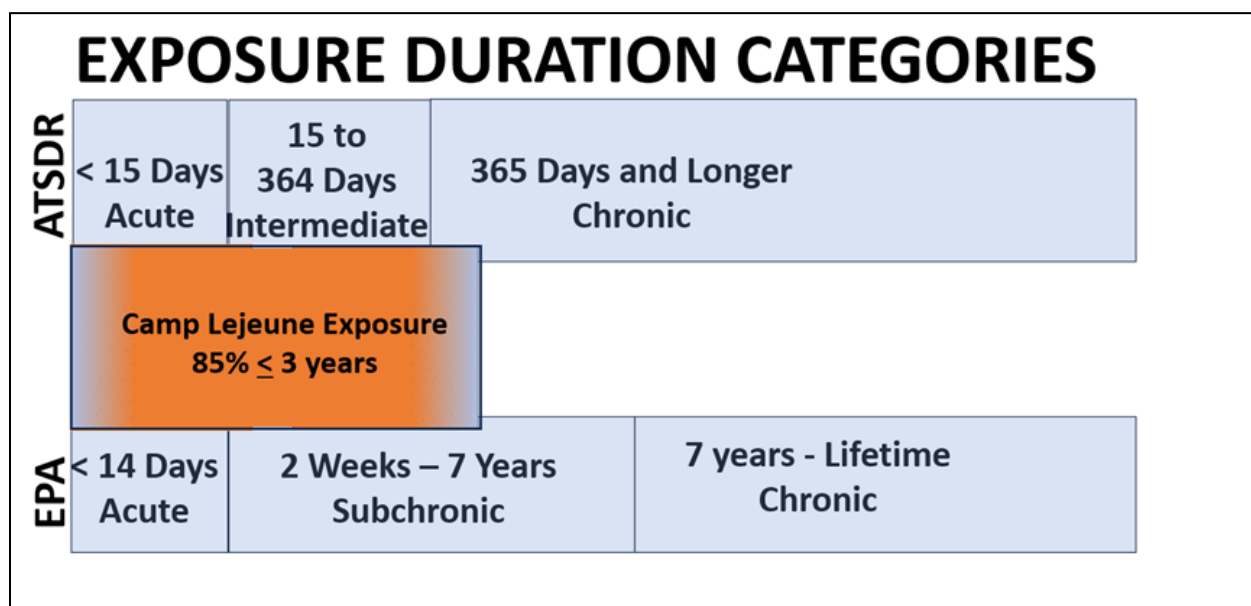 EXPOSURE DURATION CATEGORIES
ATSDR
< 15 Days
Acute
15 to
364 Days
Intermediate
365 Days and Longer
Chronic
Camp Lejeune Exposure
85% ≤ 3 years
EPA
< 14 Days
Acute
2 Weeks – 7 Years
Subchronic
7 years - Lifetime
Chronic